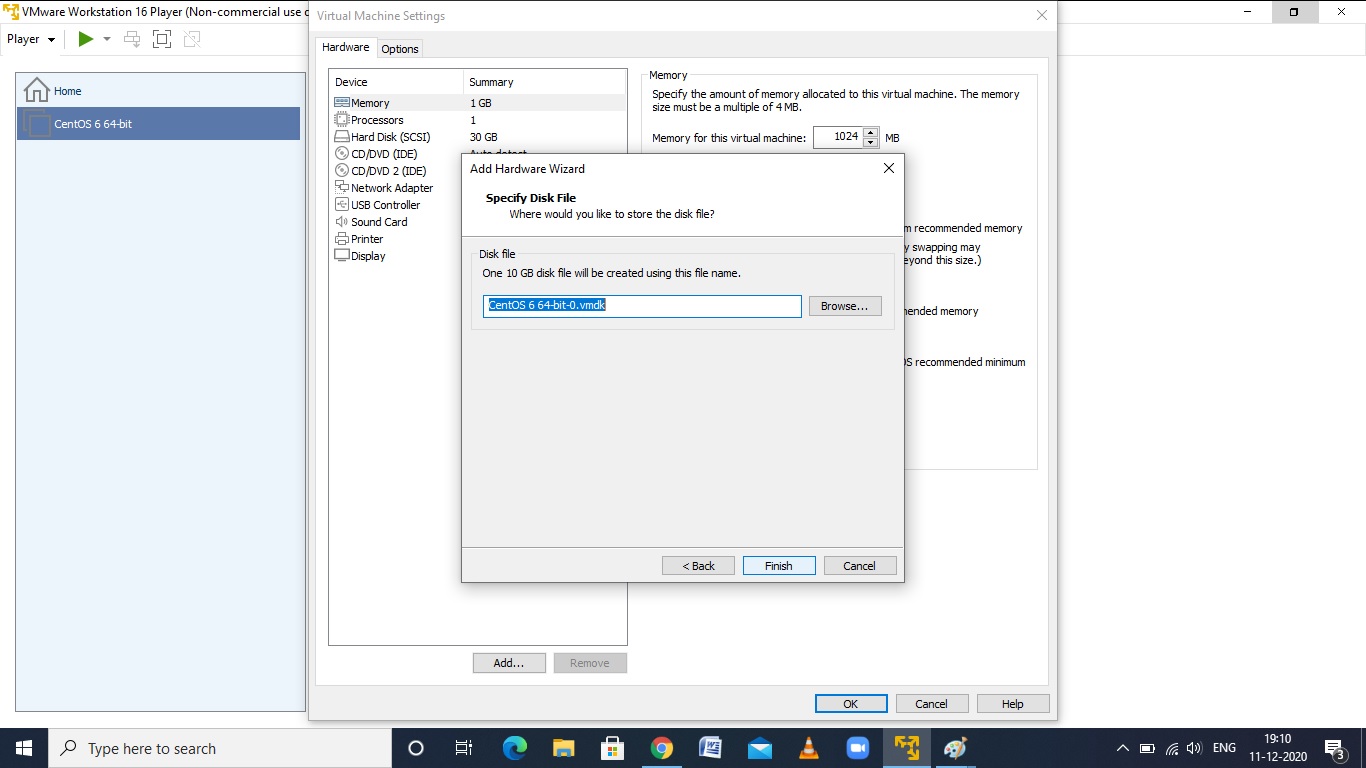 VMware Workstation 16 Player (Non-commercial use
Player
Home
CentOS 6 64-bit
Virtual Machine Settings
Hardware
Options
Device
Summary
Memory
1 GB
Processors
1
Hard Disk (SCSI)
30 GB
CD/DVD (IDE)
Auto detect
CD/DVD 2 (IDE)
Network Adapter
USB Controller
Sound Card
Printer
Display
Memory
Specify the amount of memory allocated to this virtual machine. The memory
size must be a multiple of 4 MB.
Memory for this virtual machine:
1024
MB
recommended memory
swapping may
eyond this size.)
ended memory
OS recommended minimum
Add Hardware Wizard
Specify Disk File
Where would you like to store the disk file?
Disk file
One 10 GB disk file will be created using this file name.
CentOS 6 64-bit-0.vmdk
Browse...
< Back
Finish
Cancel
Add...
Remove
OK
Cancel
Help
Type here to search
ENG
19:10
11-12-2020
3